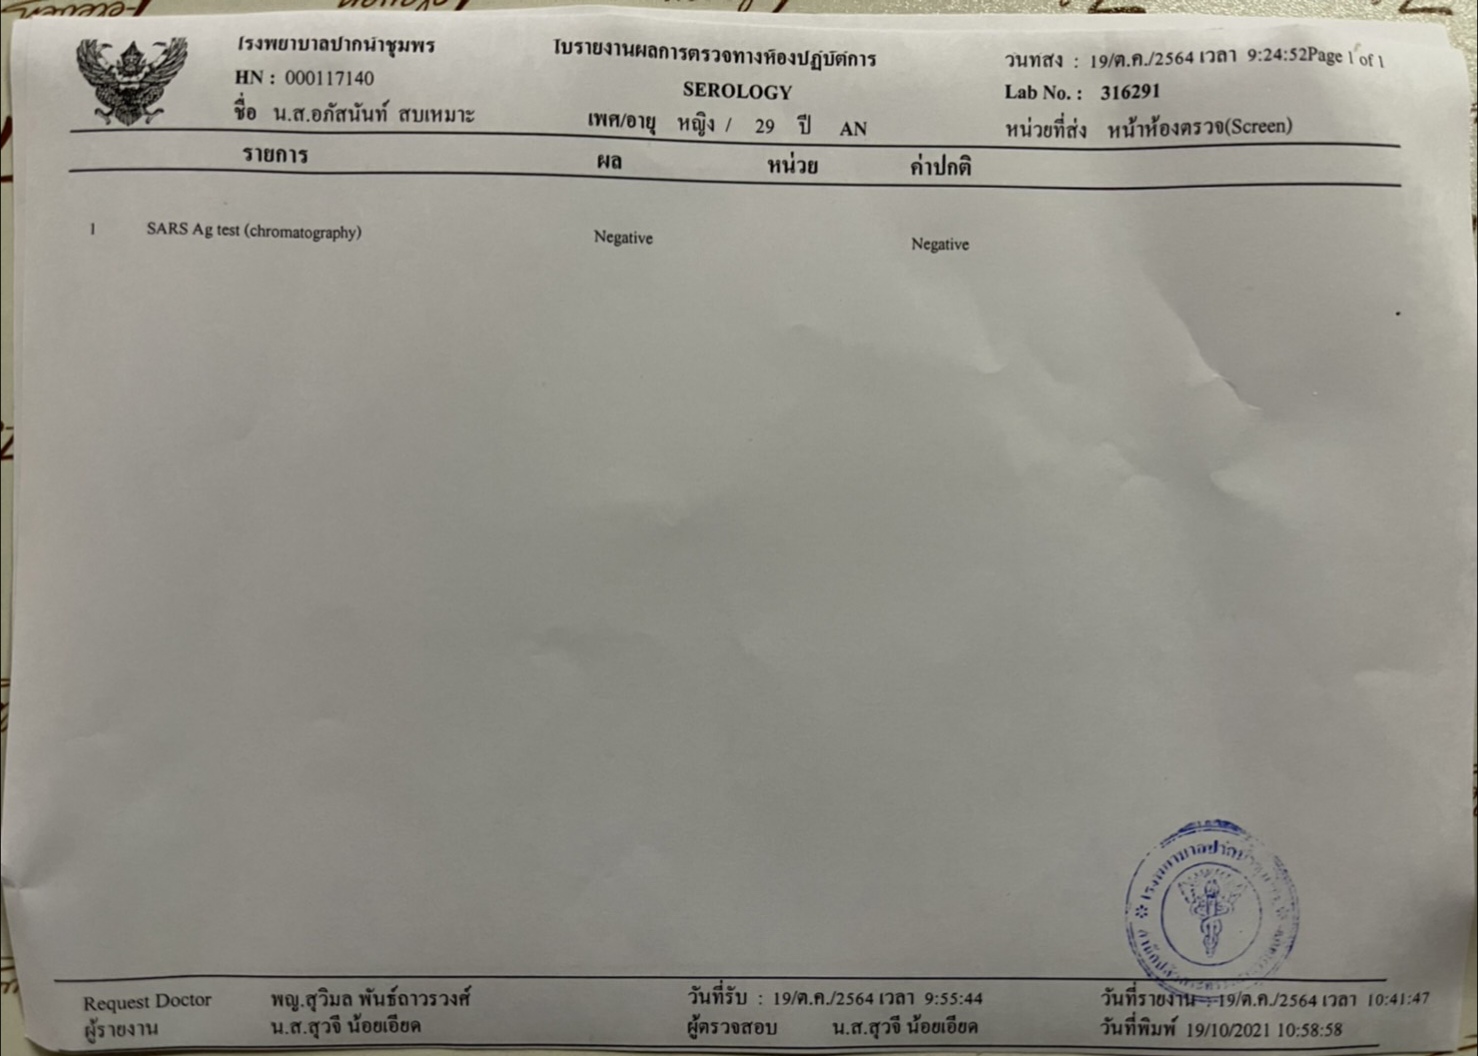 โรงพยาบาลปากน้ำชุมพร
ใบรายงานผลการตรวจทางห้องปฏิบัติการ
วันที่ส่ง : 19/ต.ค./2564 เวลา 9:24:52Page 1 of 1
HN : 000117140
SEROLOGY
Lab No. : 316291
ชื่อ น.ส.อภัสนันท์ สบเหมาะ
เพศ/อายุ หญิง / 29 ปี AN
หน่วยที่ส่ง หน้าห้องตรวจ(Screen)
รายการ ผล หน่วย ค่าปกติ
1 SARS Ag test (chromatography) Negative Negative
โรงพยาบาลปากน้ำชุมพร
Request Doctor พญ.สุวิมล พันธ์ถาวรวงศ์ วันที่รับ : 19/ต.ค./2564 เวลา 9:55:44 วันที่รายงาน : 19/ต.ค./2564 เวลา 10:41:47
ผู้รายงาน น.ส.สุวจี น้อยเอียด ผู้ตรวจสอบ น.ส.สุวจี น้อยเอียด วันที่พิมพ์ 19/10/2021 10:58:58